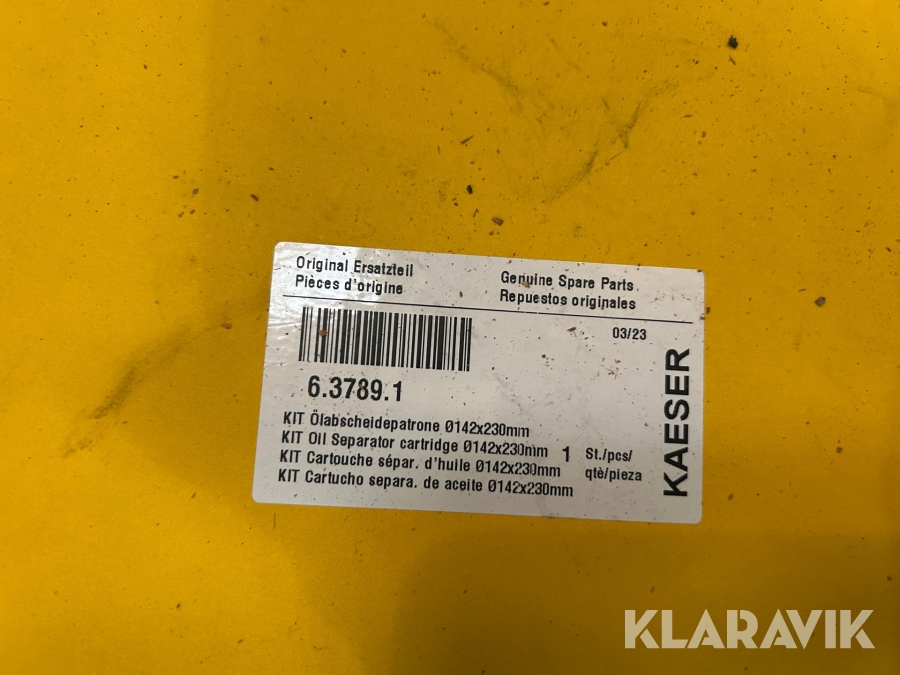 Original Ersatzteil
Pièces d'origine
Genuine Spare Parts
Repuestos originales
03/23
6.3789.1
KIT Ölabscheidepatrone Ø142x230mm
KIT Oil Separator cartridge Ø142x230mm
KIT Cartouche sépar. d'huile Ø142x230mm
KIT Cartucho separa. de aceite Ø142x230mm
1
St./pcs/
qtè/pieza
KAESER
KLARAVIK